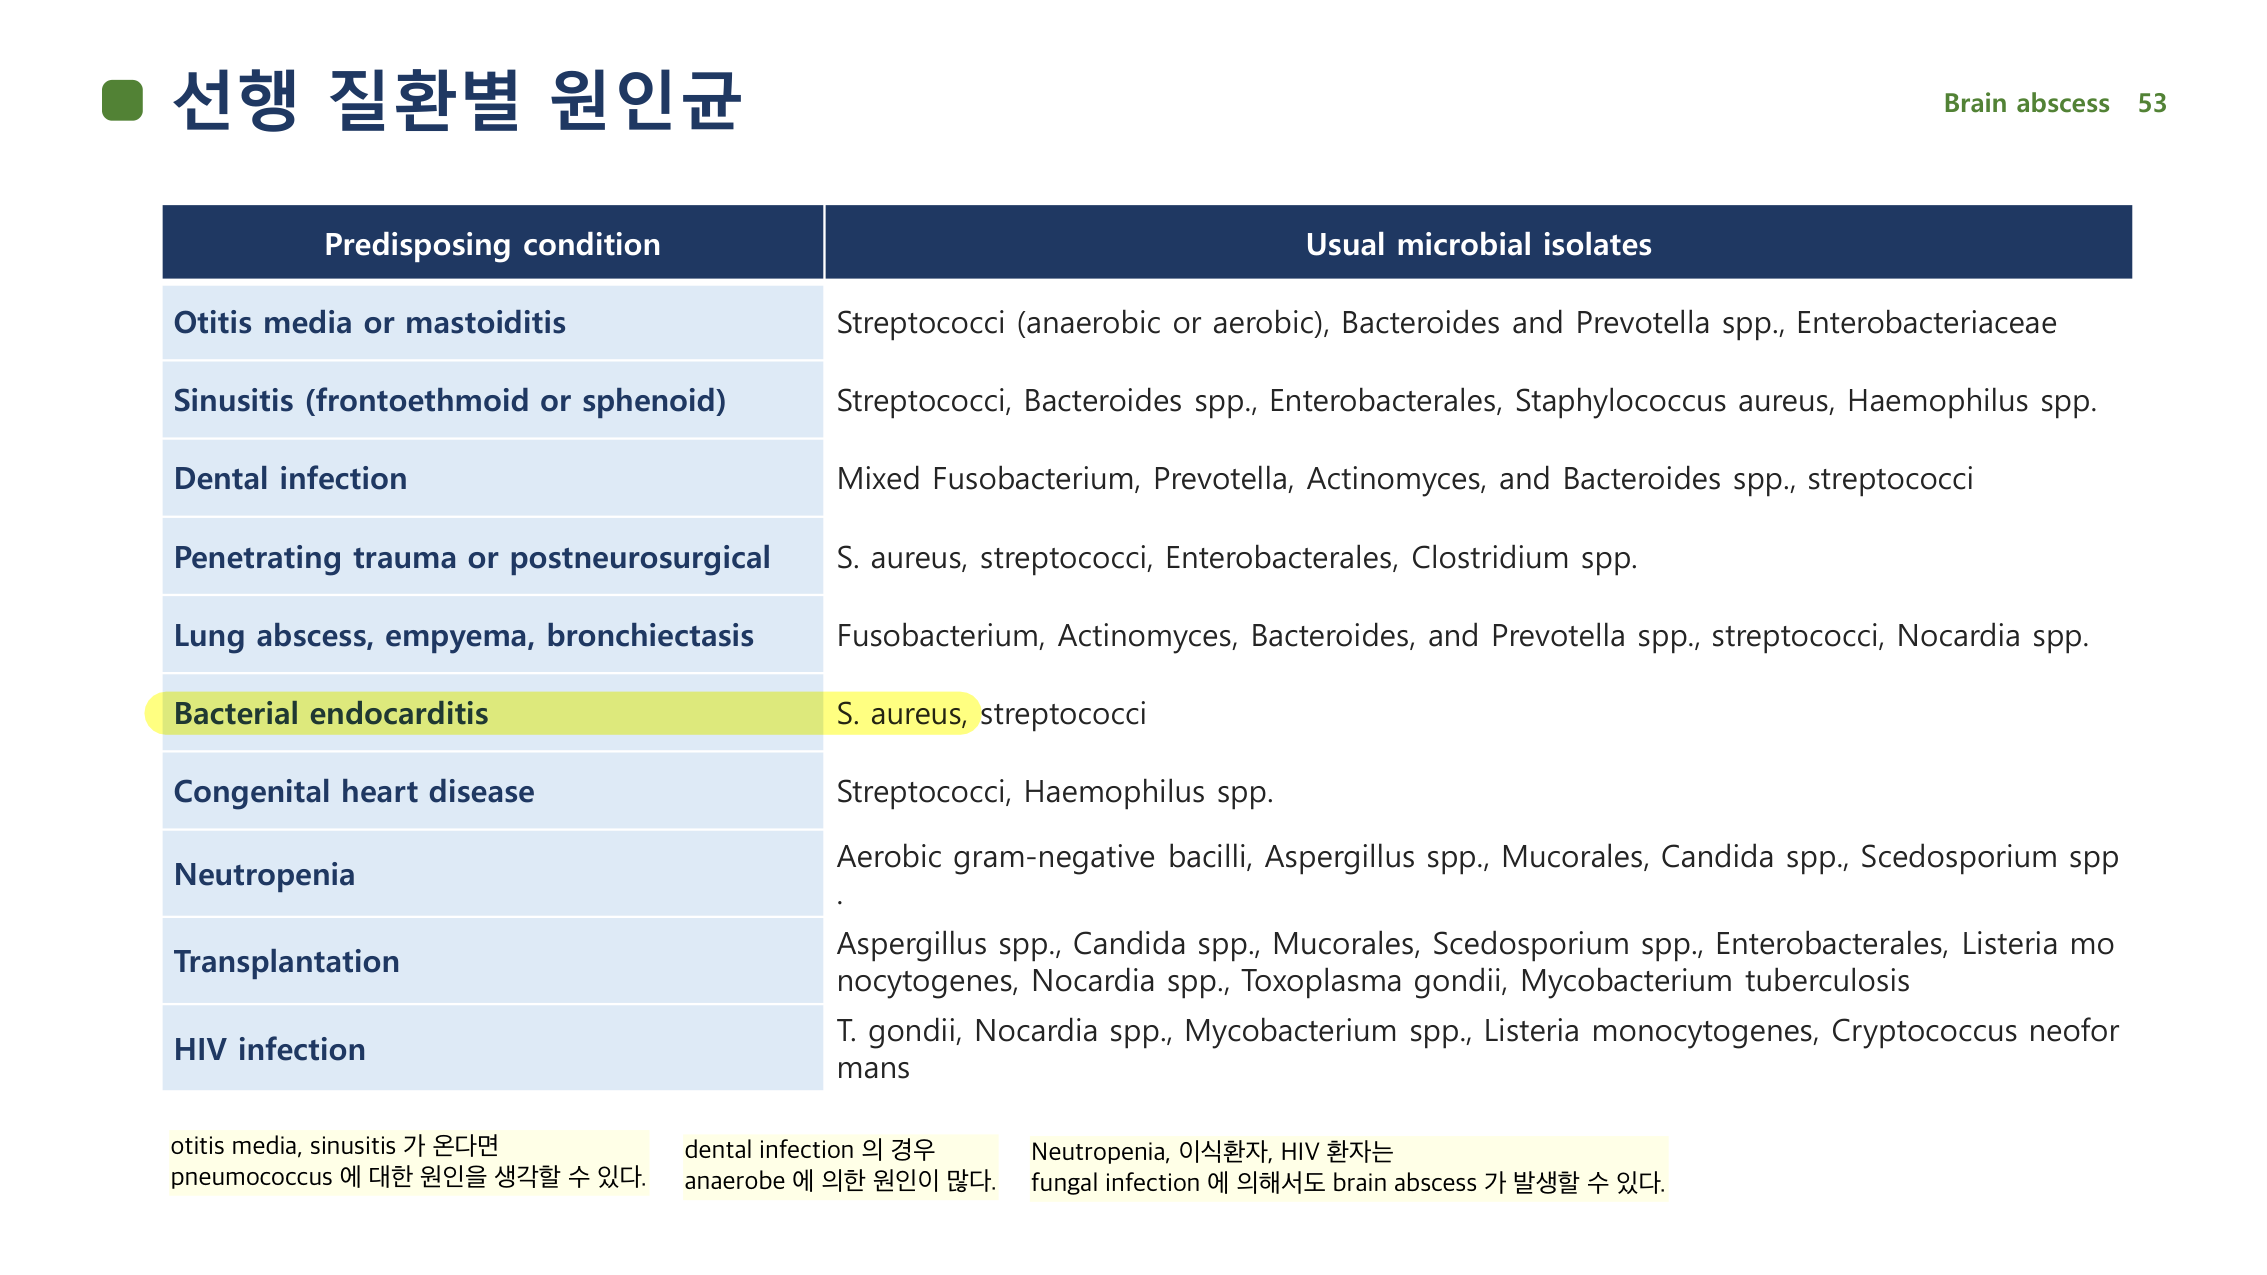 선행 질환별 원인균
Brain abscess 53
Predisposing condition
Usual microbial isolates
Otitis media or mastoiditis
Streptococci (anaerobic or aerobic), Bacteroides and Prevotella spp., Enterobacteriaceae
Sinusitis (frontoethmoid or sphenoid)
Streptococci, Bacteroides spp., Enterobacterales, Staphylococcus aureus, Haemophilus spp.
Dental infection
Mixed Fusobacterium, Prevotella, Actinomyces, and Bacteroides spp., streptococci
Penetrating trauma or postneurosurgical
S. aureus, streptococci, Enterobacterales, Clostridium spp.
Lung abscess, empyema, bronchiectasis
Fusobacterium, Actinomyces, Bacteroides, and Prevotella spp., streptococci, Nocardia spp.
Bacterial endocarditis
S. aureus, streptococci
Congenital heart disease
Streptococci, Haemophilus spp.
Neutropenia
Aerobic gram-negative bacilli, Aspergillus spp., Mucorales, Candida spp., Scedosporium spp
.
Transplantation
Aspergillus spp., Candida spp., Mucorales, Scedosporium spp., Enterobacterales, Listeria mo
nocytogenes, Nocardia spp., Toxoplasma gondii, Mycobacterium tuberculosis
HIV infection
T. gondii, Nocardia spp., Mycobacterium spp., Listeria monocytogenes, Cryptococcus neofor
mans
otitis media, sinusitis 가 온다면
pneumococcus 에 대한 원인을 생각할 수 있다.
dental infection 의 경우
anaerobe 에 의한 원인이 많다.
Neutropenia, 이식환자, HIV 환자는
fungal infection 에 의해서도 brain abscess 가 발생할 수 있다.